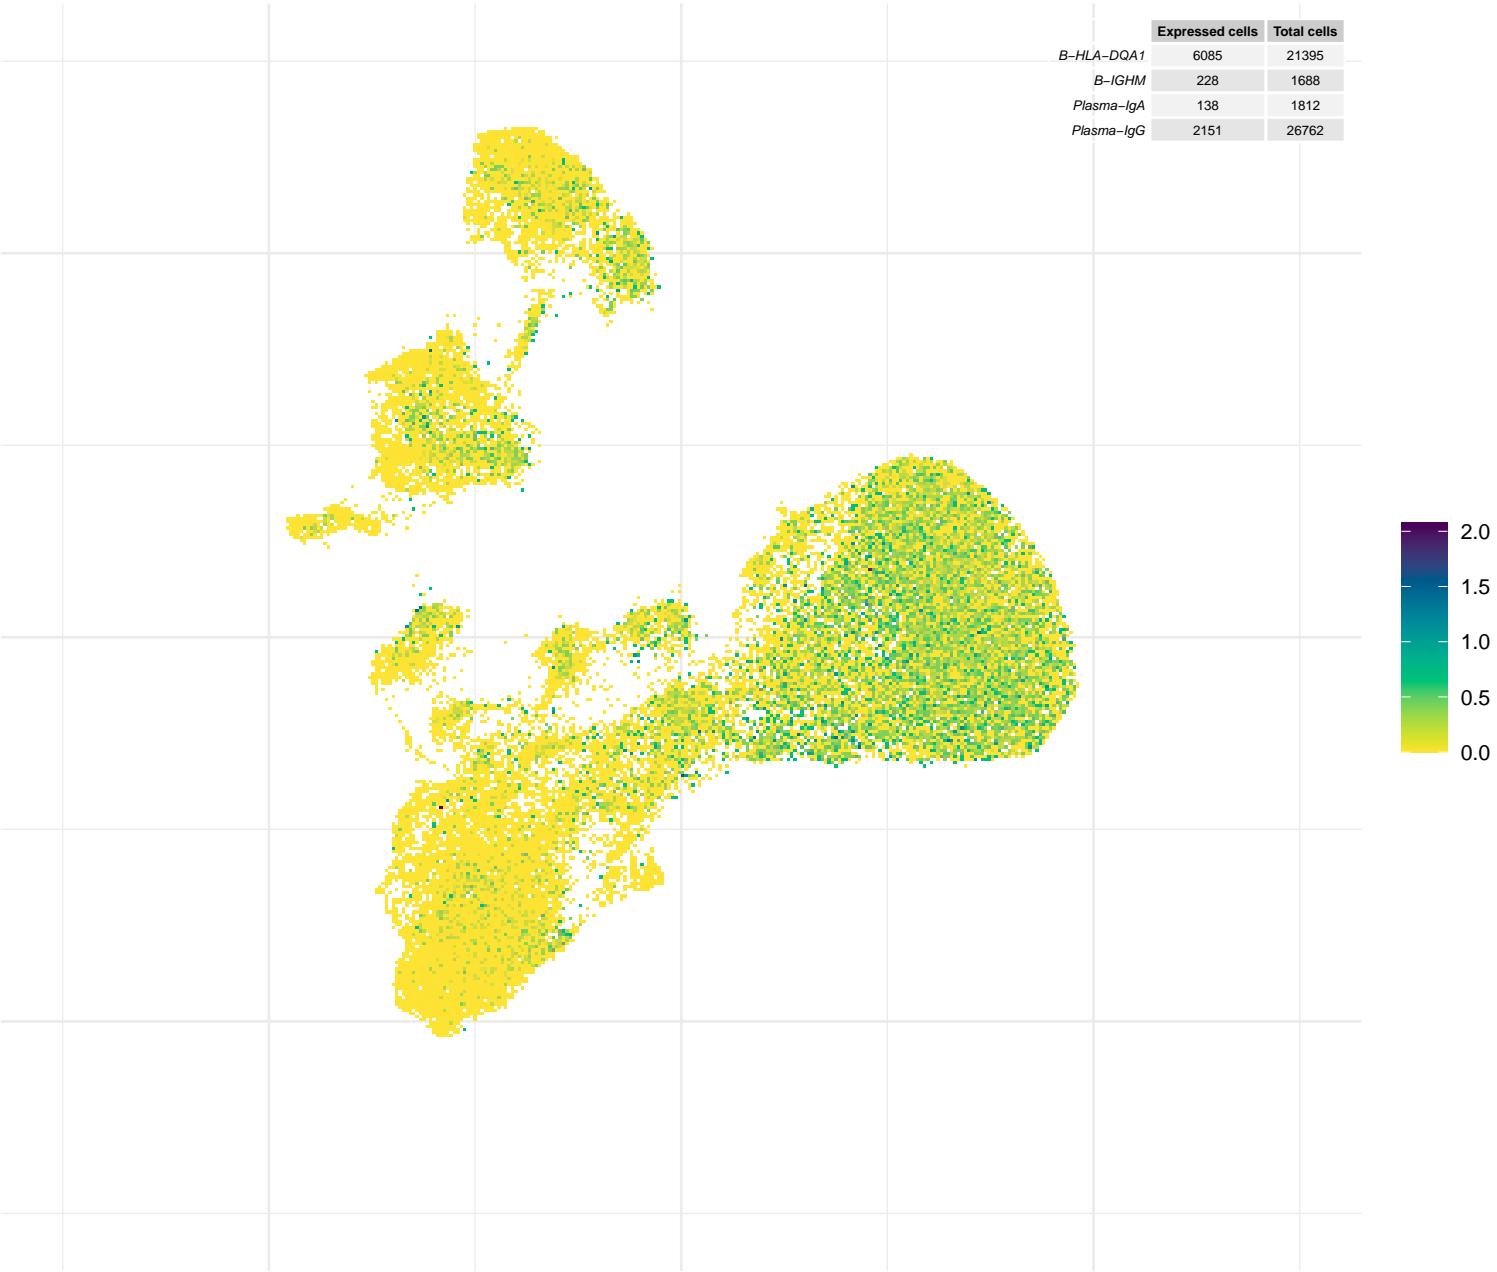 Expressed cells Total cells
B−HLA−DQA1 6085 21395
B−IGHM 228 1688
Plasma−IgA 138 1812
Plasma−IgG 2151 26762
2.0
1.5
1.0
0.5
0.0